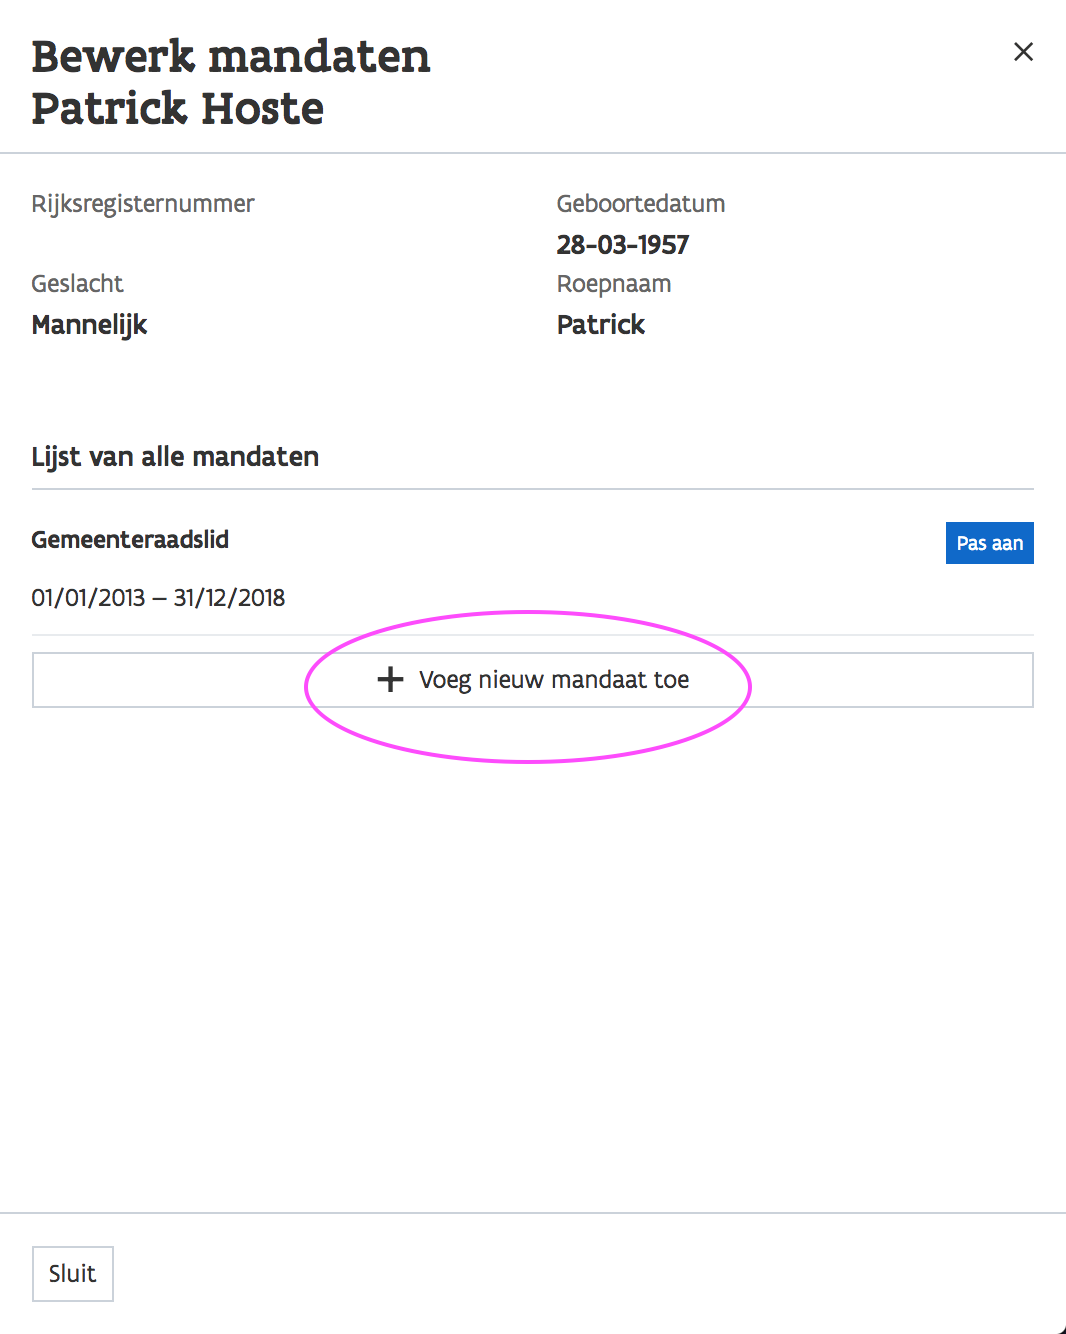 Bewerk mandaten
Patrick Hoste
Rijksregisternummer
Geboortedatum
28-03-1957
Geslacht
Mannelijk
Roepnaam
Patrick
Lijst van alle mandaten
Gemeenteraadslid
Pas aan
01/01/2013 – 31/12/2018
Voeg nieuw mandaat toe
Sluit